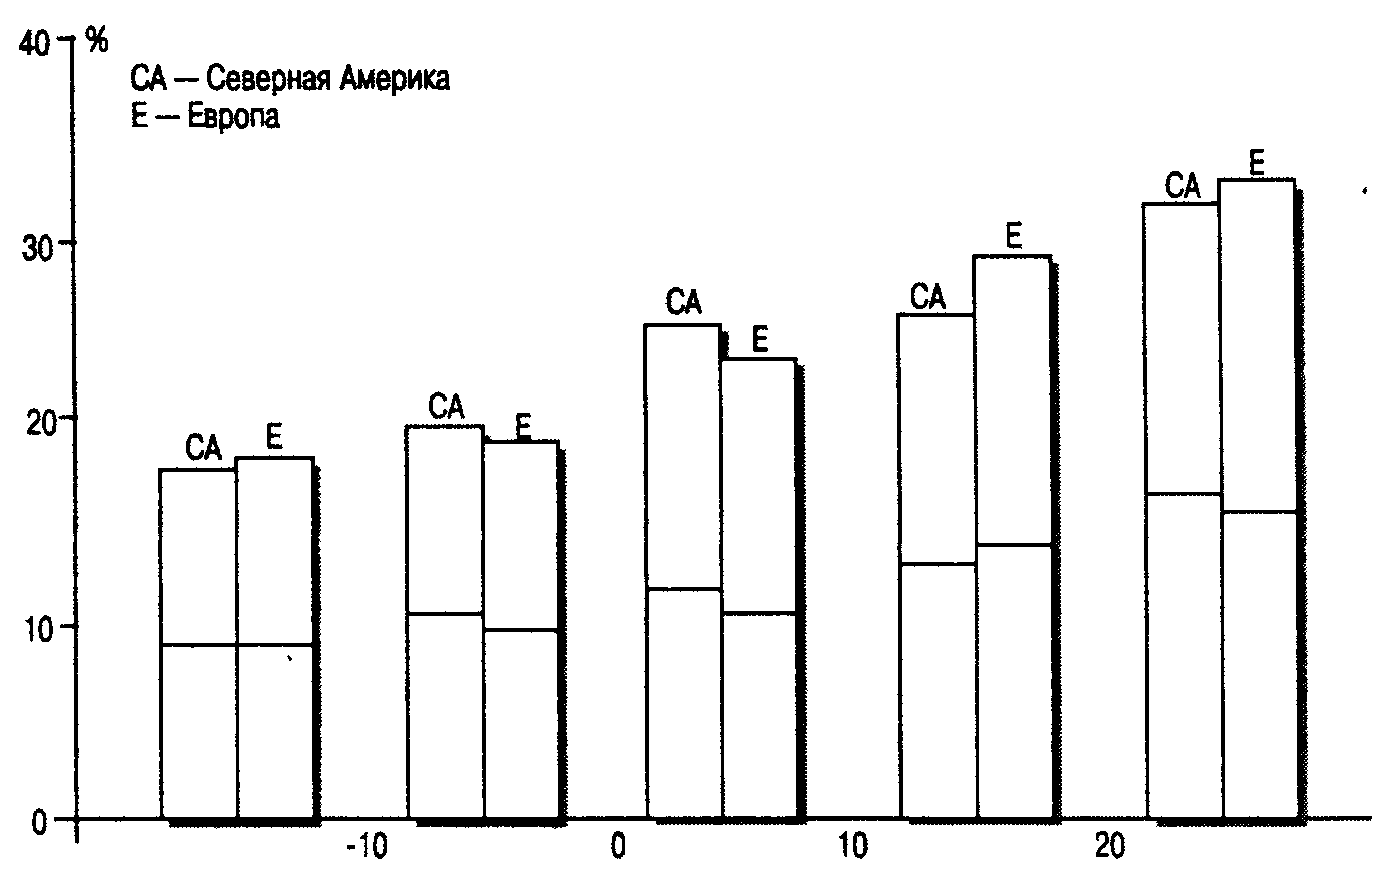 40 %
СА — Северная Америка
Е — Европа
Е
СА
30
Е
СА
СА
Е
СА
20
Е
Е
СА
10
0
-10 0 10 20